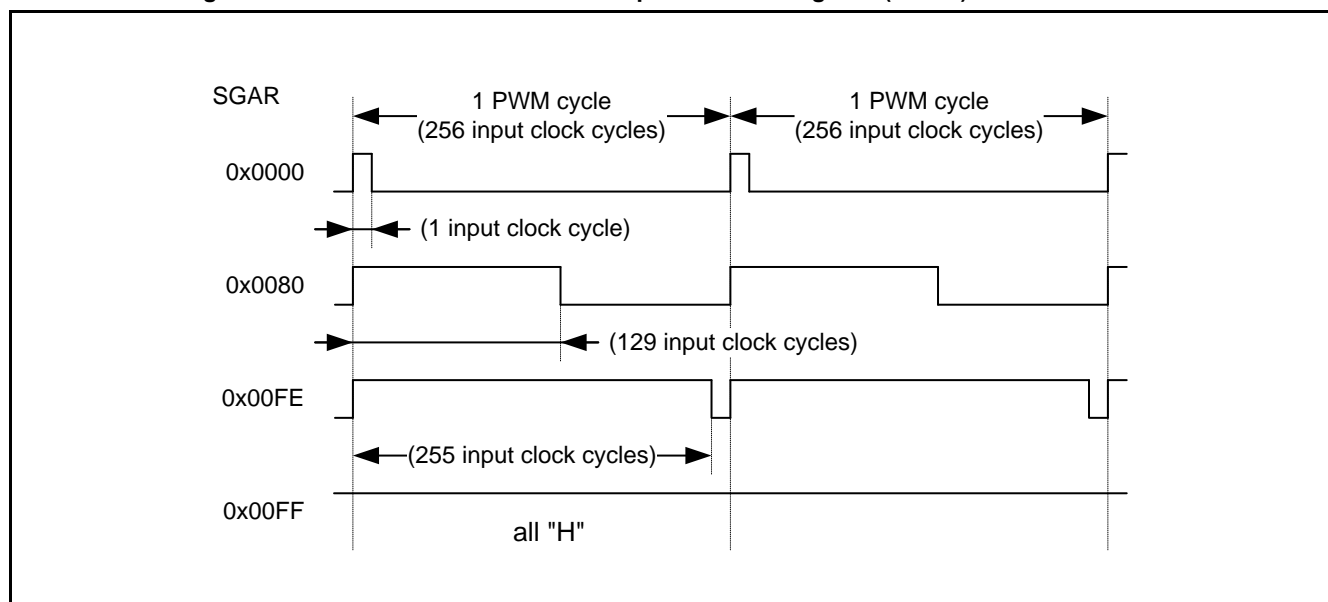 SGAR
1 PWM cycle
(256 input clock cycles)
1 PWM cycle
(256 input clock cycles)
0x0000
(1 input clock cycle)
0x0080
(129 input clock cycles)
0x00FE
(255 input clock cycles)
0x00FF
all "H"